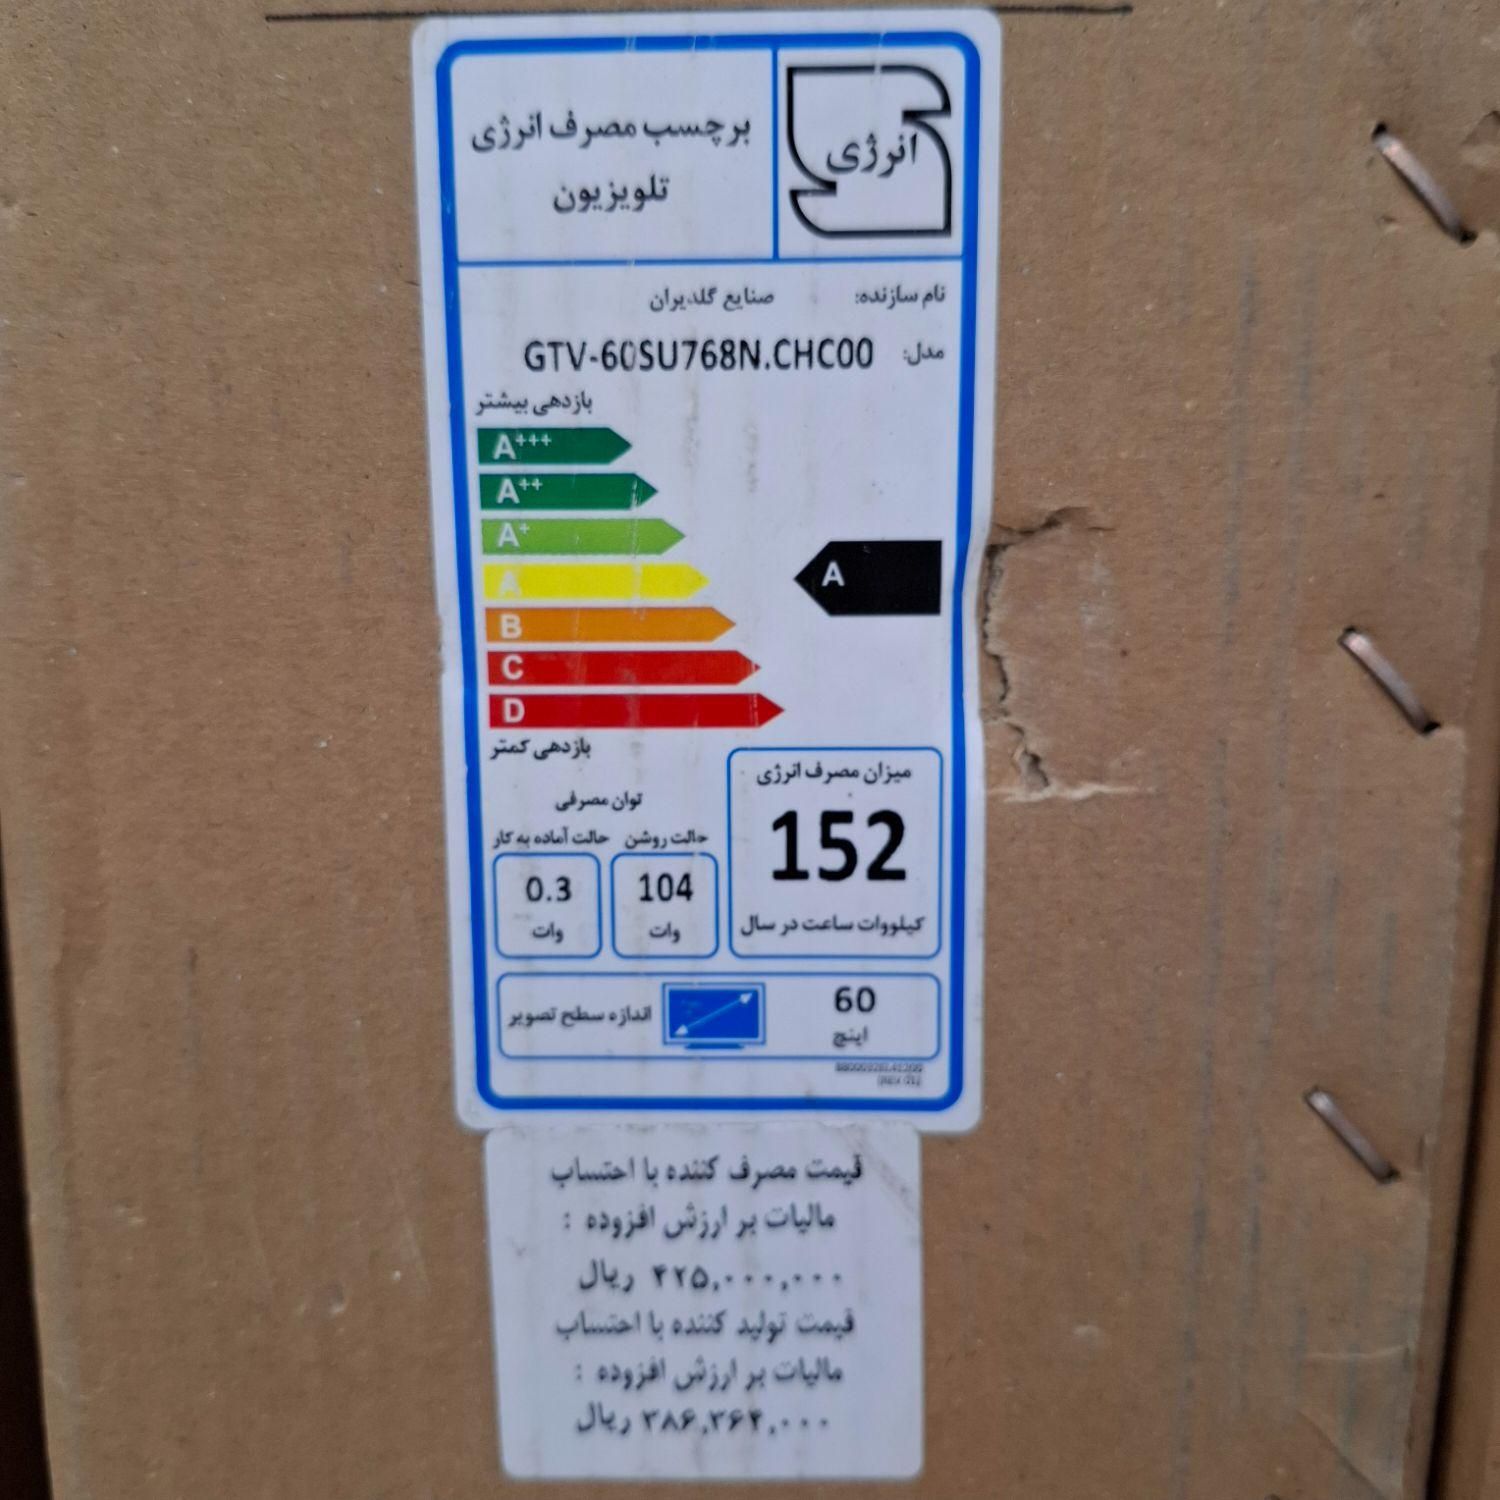 برچسب مصرف انرژی
تلویزیون
انرژی
نام سازنده: صنایع گلدیران
مدل: GTV-60SU768N.CHC00
بازدهی بیشتر
A+++
A++
A+
A
A
B
C
D
بازدهی کمتر
میزان مصرف انرژی
152
کیلووات ساعت در سال
توان مصرفی
حالت روشن
104
وات
حالت آماده به کار
0.3
وات
اندازه سطح تصویر
60
اینچ
(REV 01)
قیمت مصرف کننده با احتساب
مالیات بر ارزش افزوده :
۴۲۵,۰۰۰,۰۰۰ ریال
قیمت تولید کننده با احتساب
مالیات بر ارزش افزوده :
۳۸۶,۳۶۴,۰۰۰ ریال